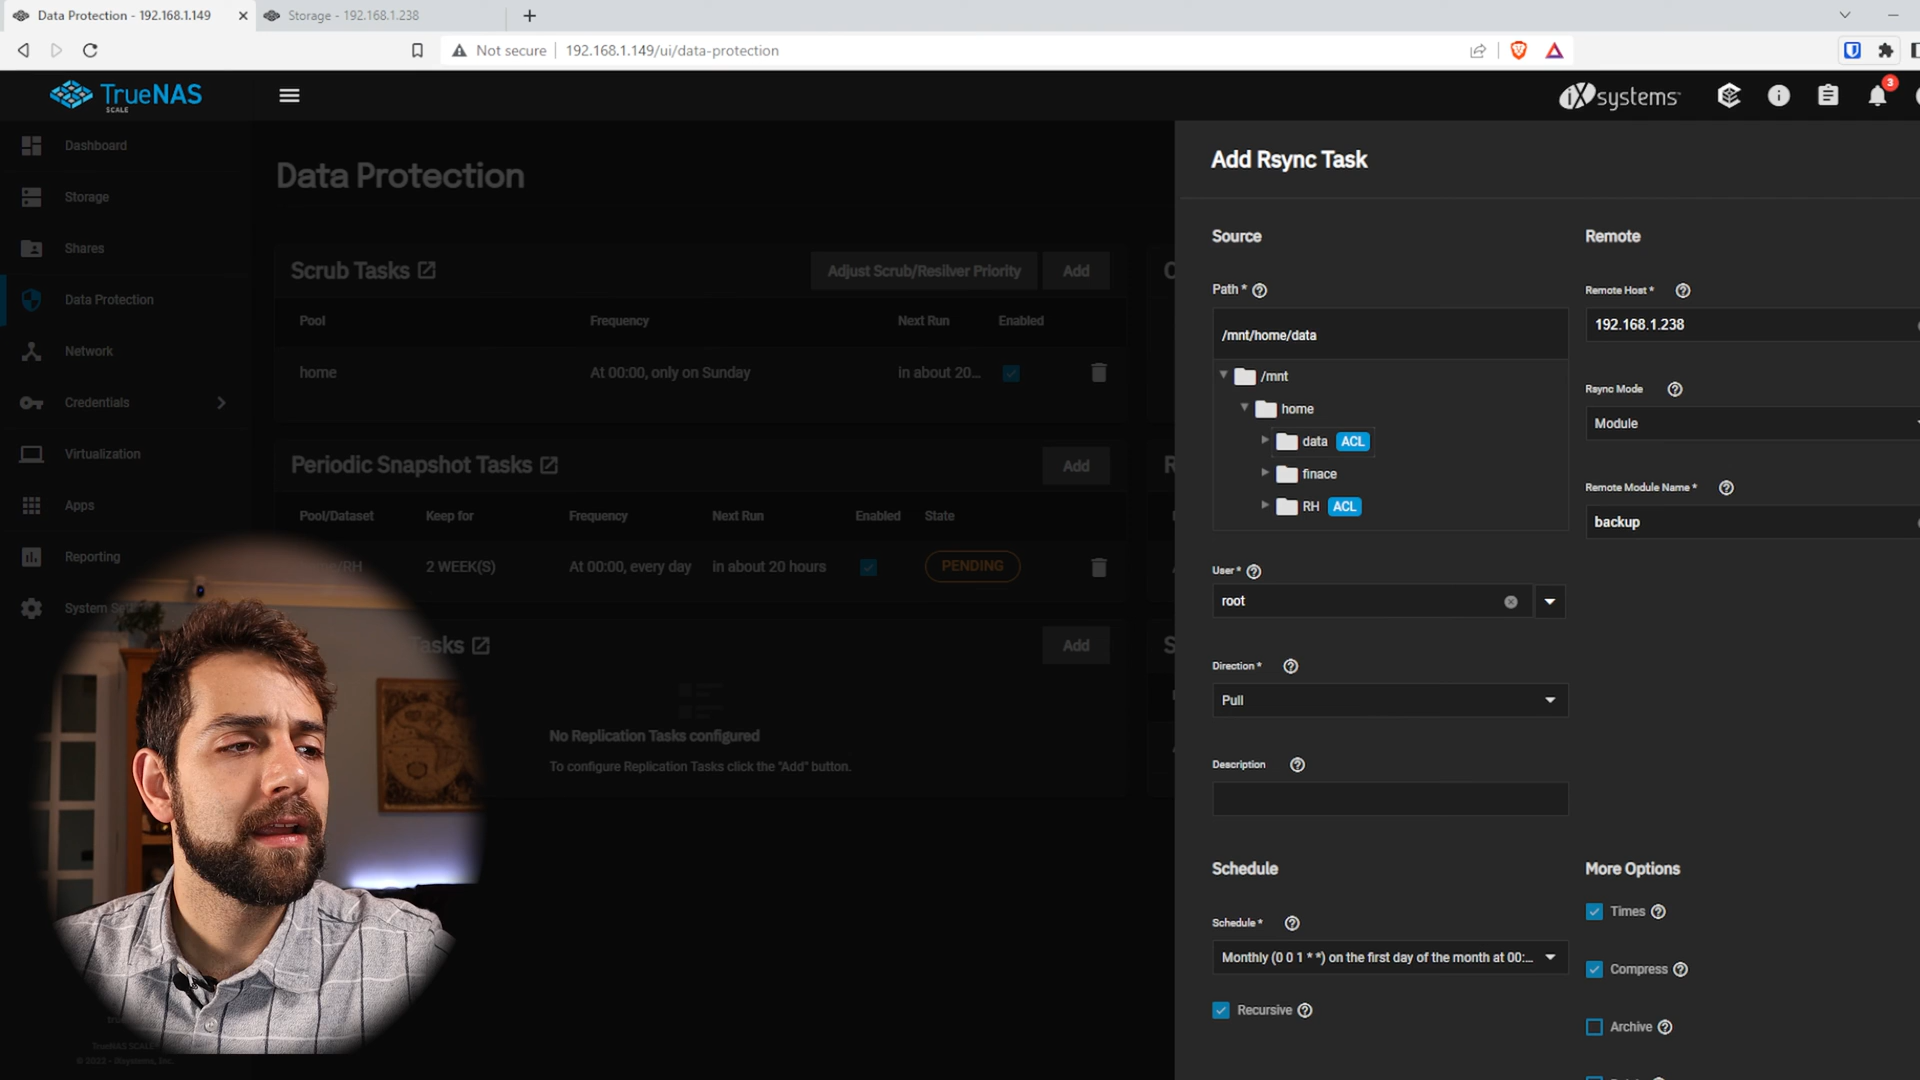 Data Protection - 192.168.1.149
Storage - 192.168.1.238
Not secure
192.168.1.149/ui/data-protection
TrueNAS
SCALE
iXsystems
3
Dashboard
Storage
Shares
Data Protection
Network
Credentials
Virtualization
Apps
Reporting
Data Protection
Scrub Tasks
Adjust Scrub/Resilver Priority
Add
Pool
Frequency
Next Run
Enabled
home
At 00:00, only on Sunday
in about 20...
Periodic Snapshot Tasks
Add
Pool/Dataset
Keep for
Frequency
Next Run
Enabled
State
2 WEEK(S)
At 00:00, every day
in about 20 hours
PENDING
Add
No Replication Tasks configured
To configure Replication Tasks click the "Add" button.
Add Rsync Task
Source
Path *
/mnt/home/data
/mnt
home
data ACL
finace
RH ACL
User *
root
Direction *
Pull
Description
Schedule
Schedule *
Monthly (0 0 1 * *) on the first day of the month at 00:...
Recursive
Remote
Remote Host *
192.168.1.238
Rsync Mode
Module
Remote Module Name *
backup
More Options
Times
Compress
Archive